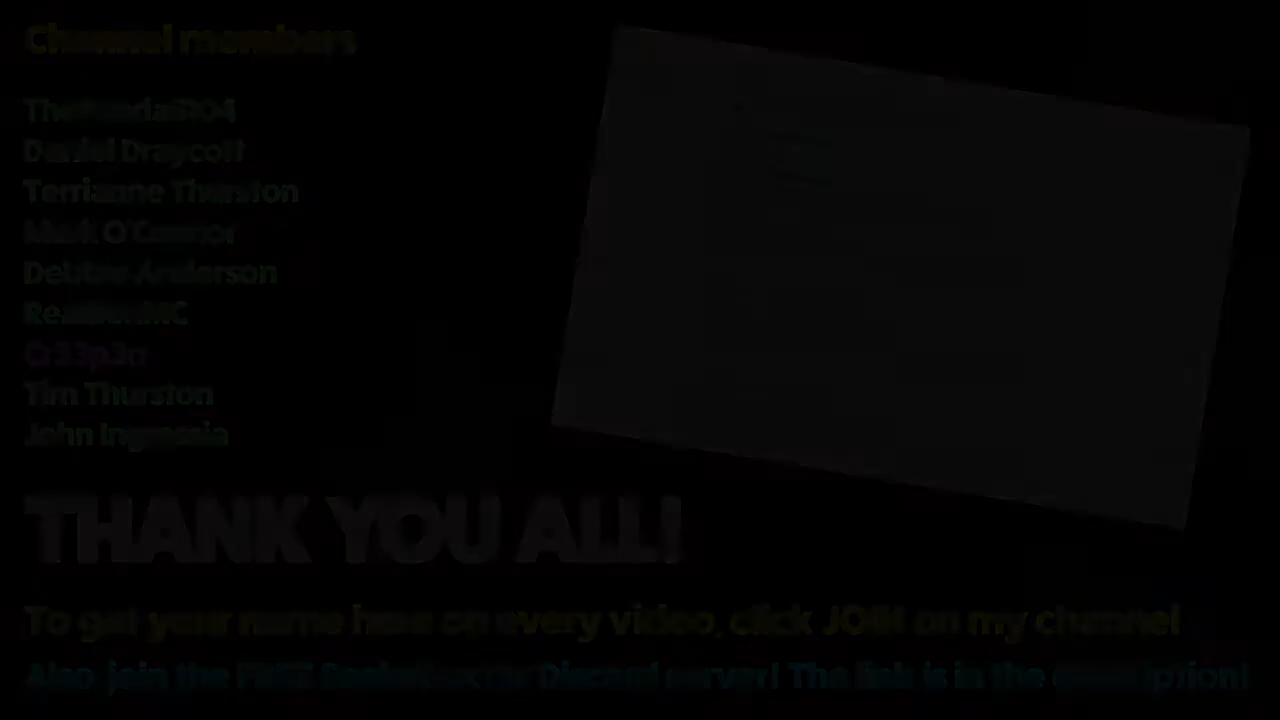 Channel members
Daniel Draycott
Terrianne Thurston
Mark O'Connor
Debbie Anderson
Cr33p3rr
Tim Thurston
John Ingrassia
THANK YOU ALL!
To get your name here on every video, click JOIN on my channel
Also join the FREE Discord server! The link is in the description!